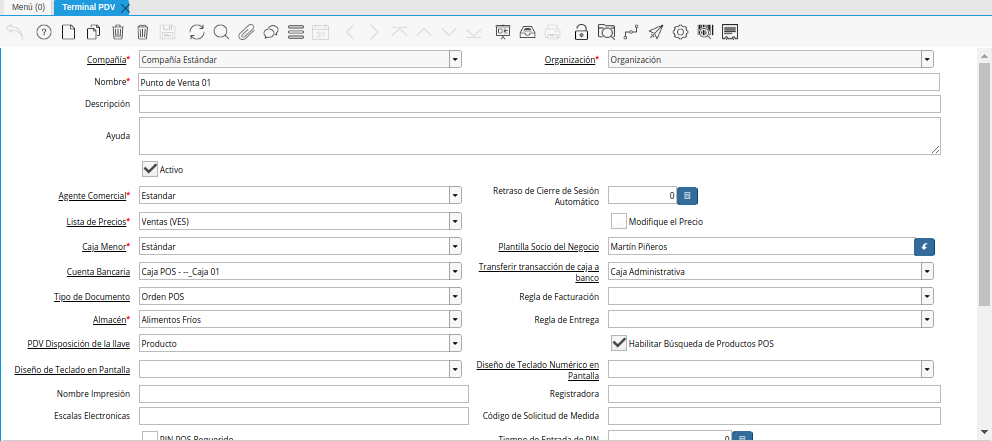 Menú (0) Terminal PDV
Compañía* Compañía Estándar Organización* Organización
Nombre* Punto de Venta 01
Descripción
Ayuda
Activo
Agente Comercial* Estandar Retraso de Cierre de Sesión Automático 0
Lista de Precios* Ventas (VES) Modifique el Precio
Caja Menor* Estándar Plantilla Socio del Negocio Martín Piñeros
Cuenta Bancaria Caja POS - --_Caja 01 Transferir transacción de caja a banco Caja Administrativa
Tipo de Documento Orden POS Regla de Facturación
Almacén* Alimentos Fríos Regla de Entrega
PDV Disposición de la llave Producto Habilitar Búsqueda de Productos POS
Diseño de Teclado en Pantalla Diseño de Teclado Numérico en Pantalla
Nombre Impresión Registradora
Escalas Electronicas Código de Solicitud de Medida
PIN POS Requerido Tiempo de Entrada de PIN 0